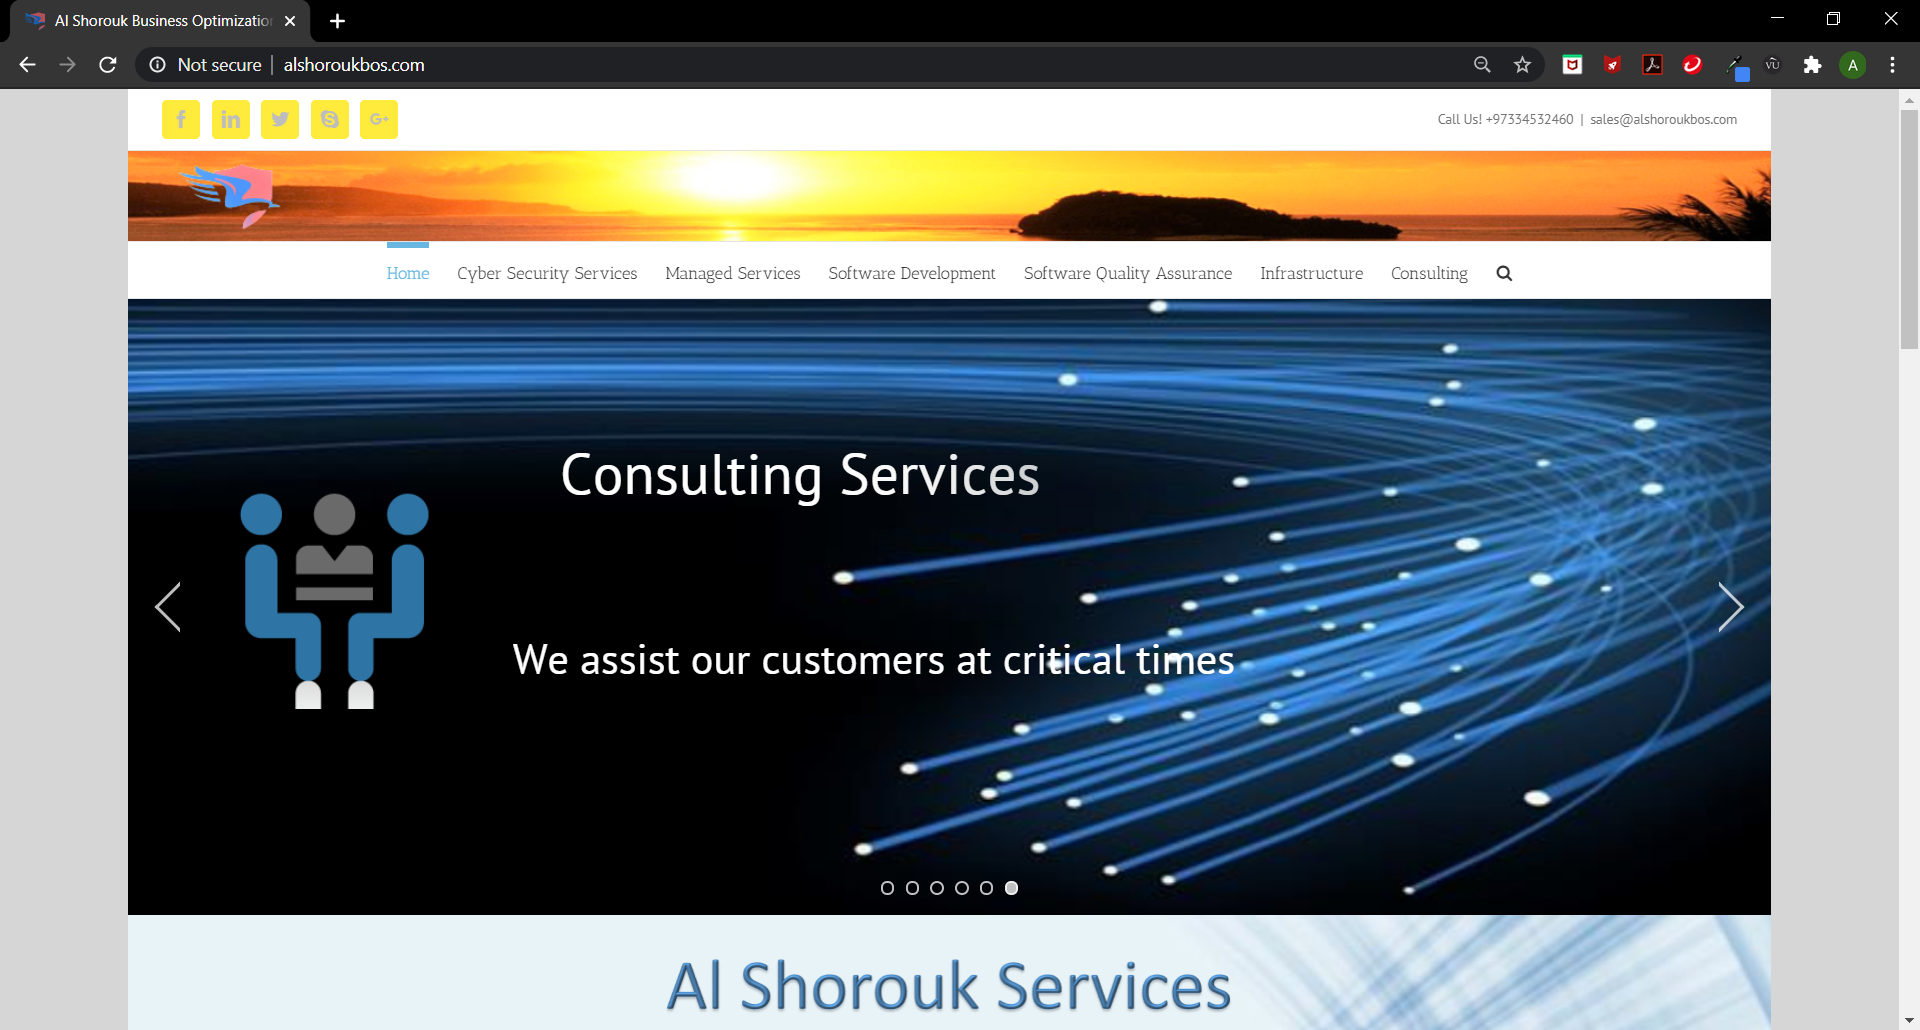 Al Shorouk Business Optimization
Not secure | alshoroukbos.com
A
Call Us! +97334532460 | sales@alshoroukbos.com
Home Cyber Security Services Managed Services Software Development Software Quality Assurance Infrastructure Consulting
Consulting Services
We assist our customers at critical times
Al Shorouk Services